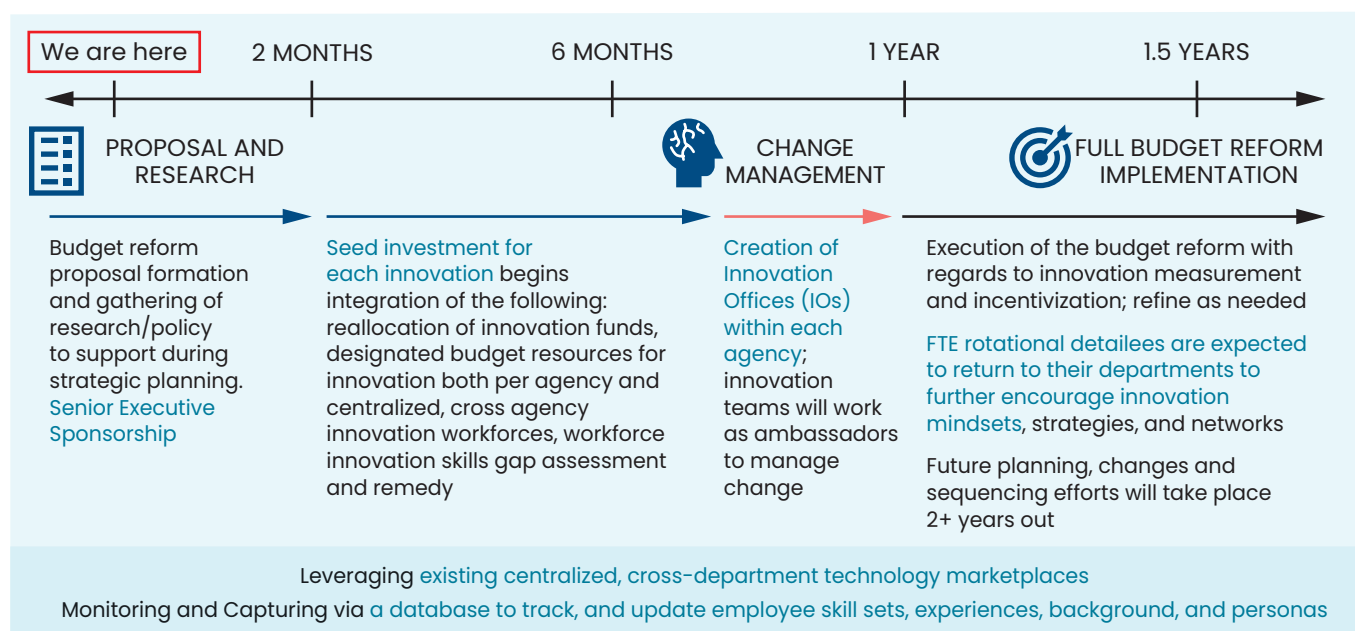 We are here
2 MONTHS
6 MONTHS
1 YEAR
1.5 YEARS
PROPOSAL AND
RESEARCH
CHANGE
MANAGEMENT
FULL BUDGET REFORM
IMPLEMENTATION
Budget reform
proposal formation
and gathering of
research/policy
to support during
strategic planning.
Senior Executive
Sponsorship
Seed investment for
each innovation begins
integration of the following:
reallocation of innovation funds,
designated budget resources for
innovation both per agency and
centralized, cross agency
innovation workforces, workforce
innovation skills gap assessment
and remedy
Creation of
Innovation
Offices (IOs)
within each
agency;
innovation
teams will work
as ambassadors
to manage
change
Execution of the budget reform with
regards to innovation measurement
and incentivization; refine as needed
FTE rotational detailees are expected
to return to their departments to
further encourage innovation
mindsets, strategies, and networks
Future planning, changes and
sequencing efforts will take place
2+ years out
Leveraging existing centralized, cross-department technology marketplaces
Monitoring and Capturing via a database to track, and update employee skill sets, experiences, background, and personas